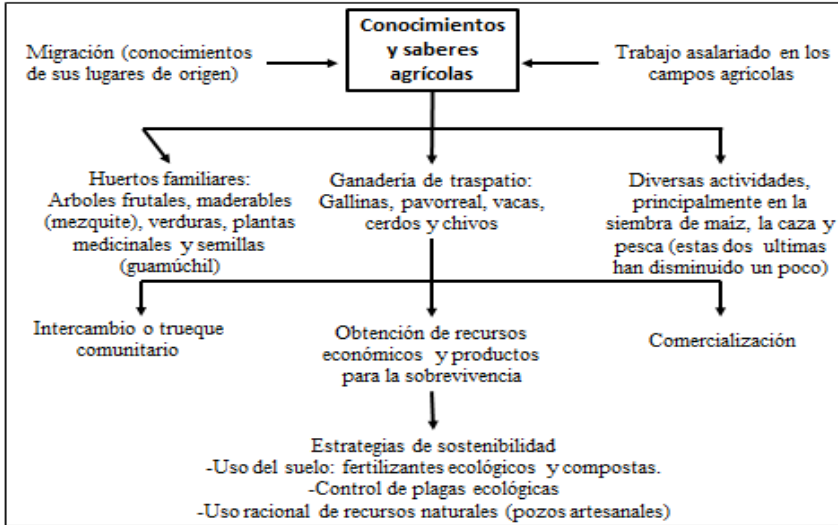 Conocimientos
y saberes
agrícolas
Migración (conocimientos
de sus lugares de origen)
Trabajo asalariado en los
campos agrícolas
Huertos familiares:
Arboles frutales, maderables
(mezquite), verduras, plantas
medicinales y semillas
(guamúchil)
Ganaderia de traspatio:
Gallinas, pavorreal, vacas,
cerdos y chivos
Diversas actividades,
principalmente en la
siembra de maíz, la caza y
pesca (estas dos ultimas
han disminuido un poco)
Intercambio o trueque
comunitario
Obtención de recursos
económicos y productos
para la sobrevivencia
Comercialización
Estrategias de sostenibilidad
-Uso del suelo: fertilizantes ecológicos y compostas.
-Control de plagas ecológicas
-Uso racional de recursos naturales (pozos artesanales)